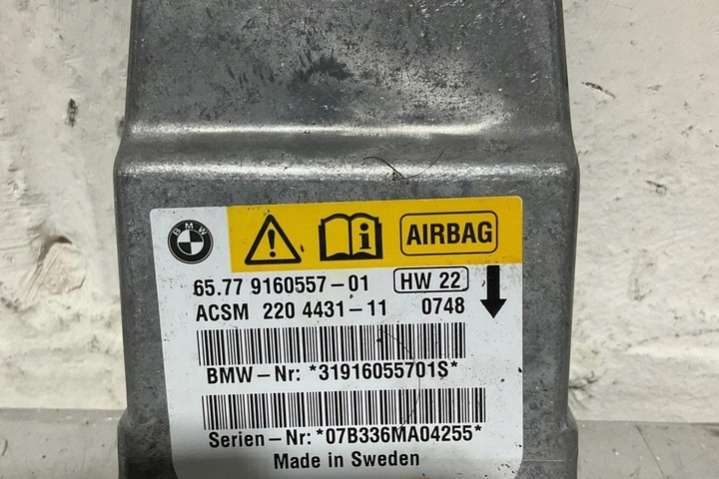 BMW
AIRBAG
65.77 9160557-01 HW 22
ACSM 220 4431-11 0748
BMW-Nr: *31916055701S*
Serien-Nr: *07B336MA04255*
Made in Sweden